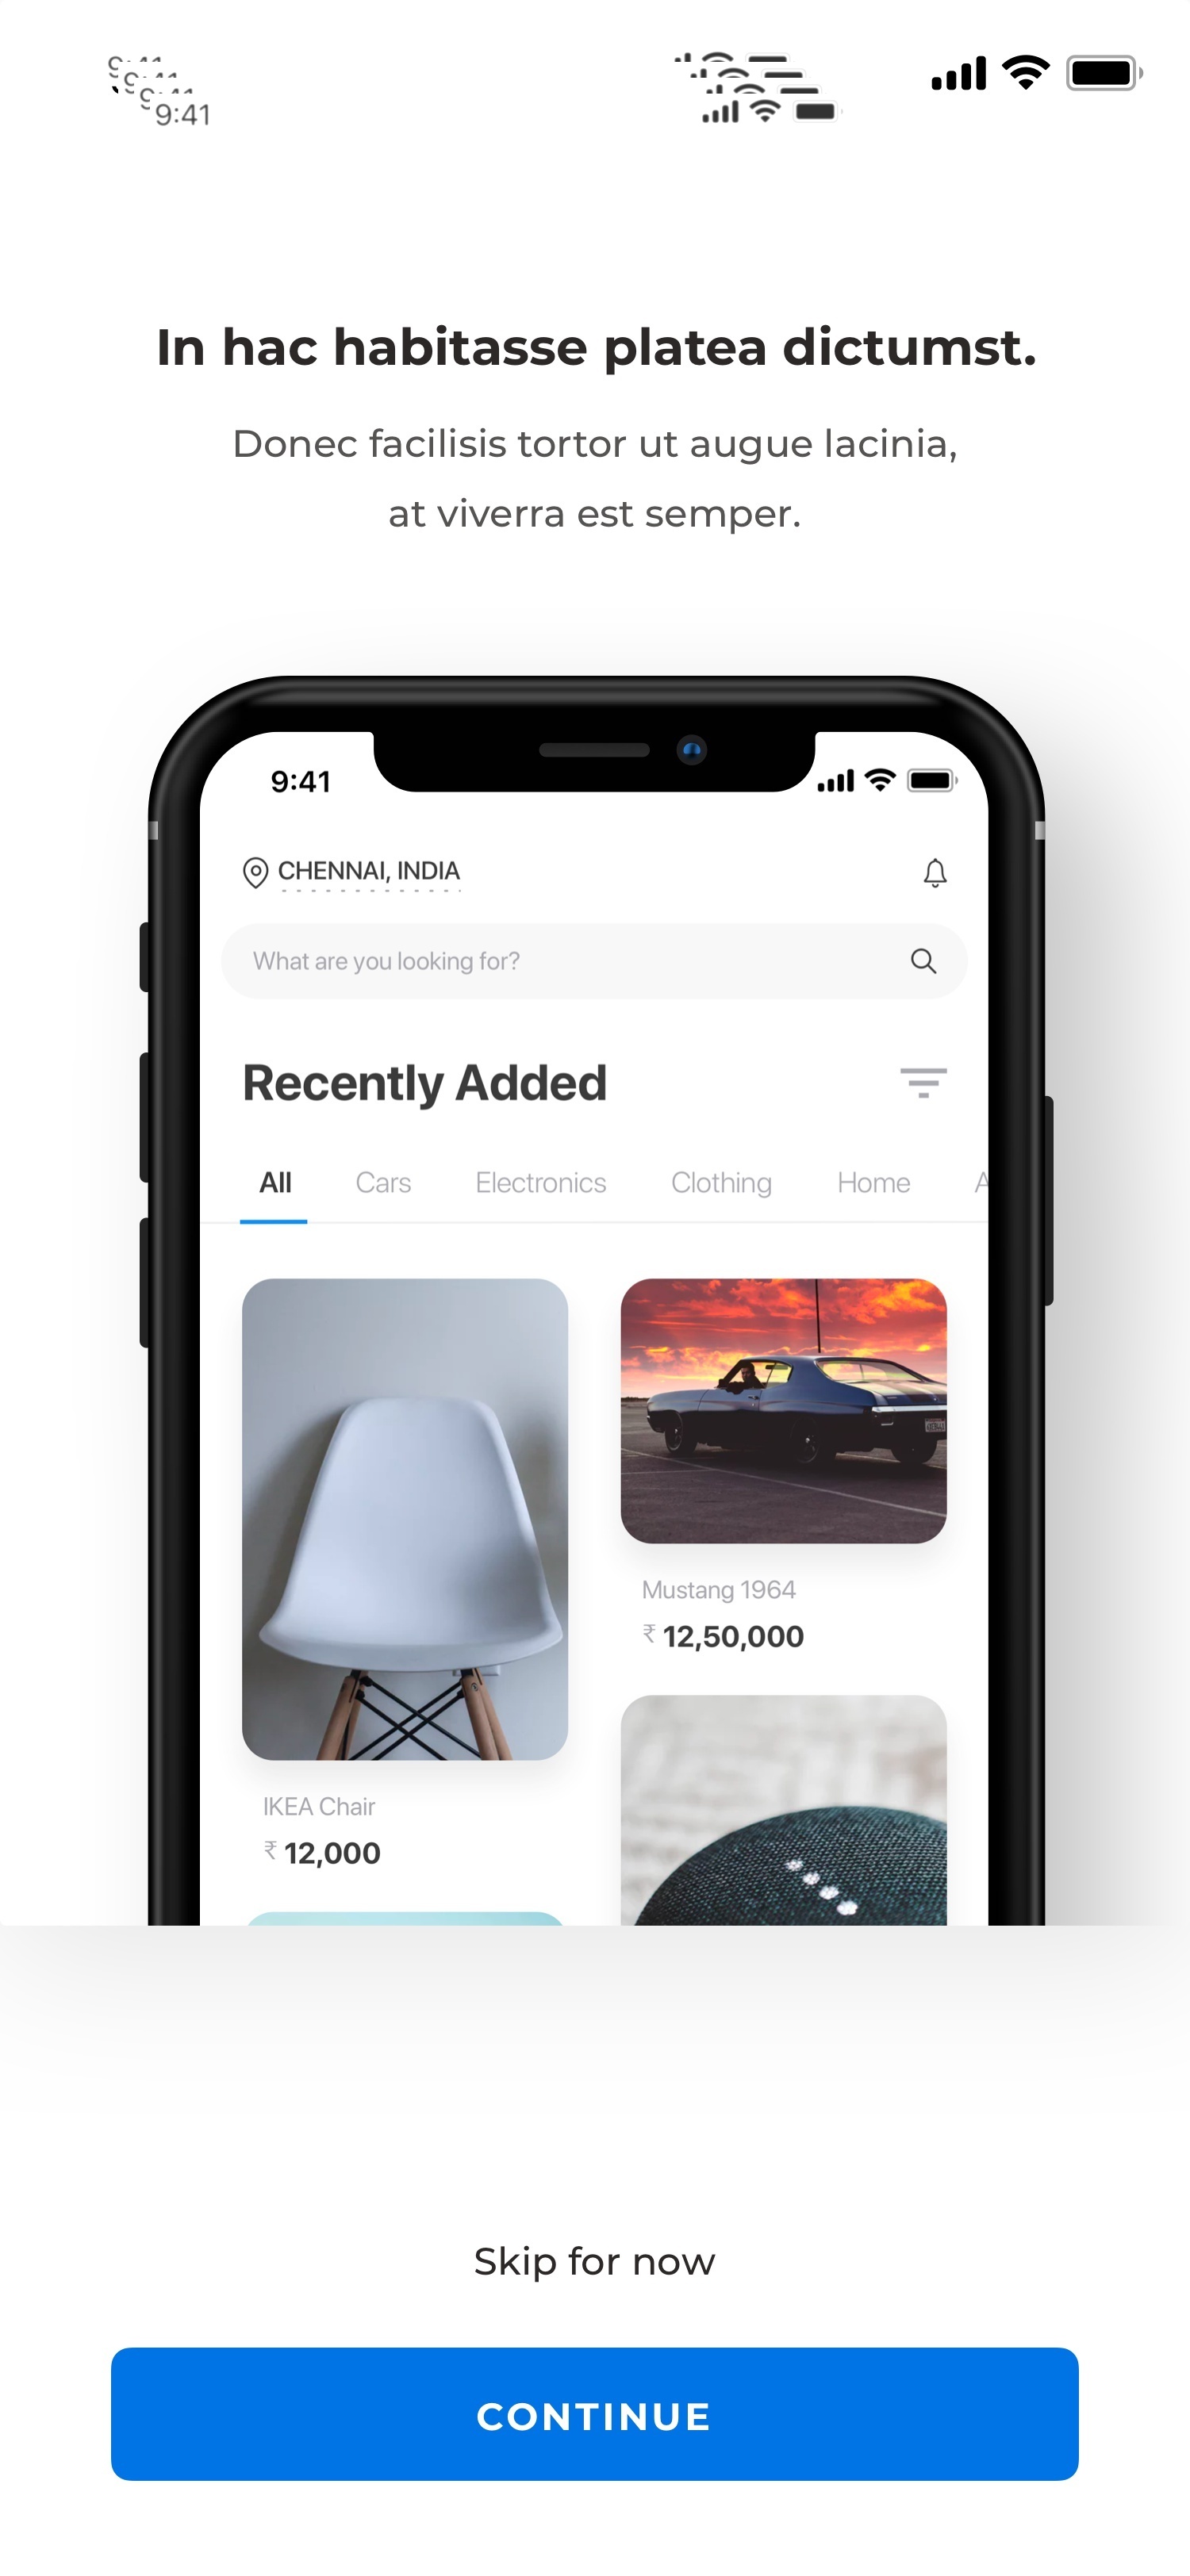 9:41
In hac habitasse platea dictumst.
Donec facilisis tortor ut augue lacinia,
at viverra est semper.
9:41
CHENNAI, INDIA
What are you looking for?
Recently Added
All Cars Electronics Clothing Home
Mustang 1964
₹ 12,50,000
IKEA Chair
₹ 12,000
Skip for now
CONTINUE